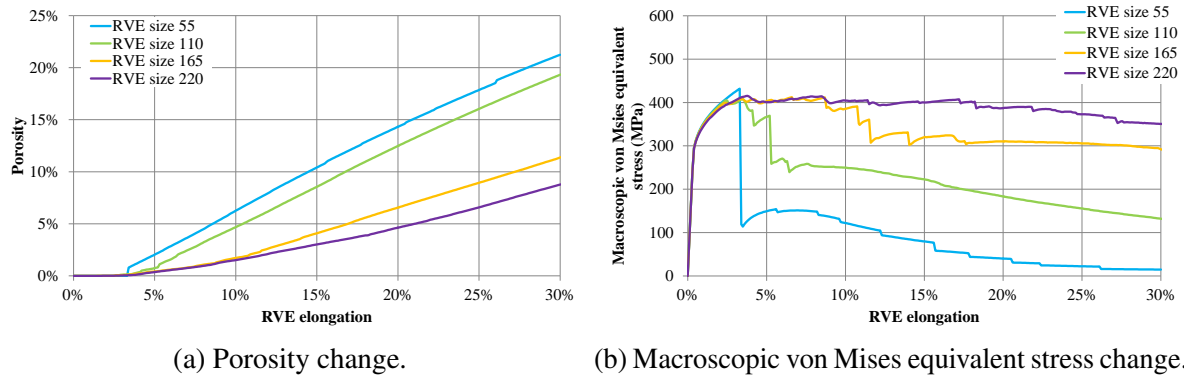 25%
20%
15%
10%
5%
0%
Porosity
RVE size 55
RVE size 110
RVE size 165
RVE size 220
0% 5% 10% 15% 20% 25% 30%
RVE elongation
(a) Porosity change.
600
500
400
300
200
100
0
Macroscopic von Msies equivalent
stress (MPa)
RVE size 55
RVE size 110
RVE size 165
RVE size 220
0% 5% 10% 15% 20% 25% 30%
RVE elongation
(b) Macroscopic von Mises equivalent stress change.